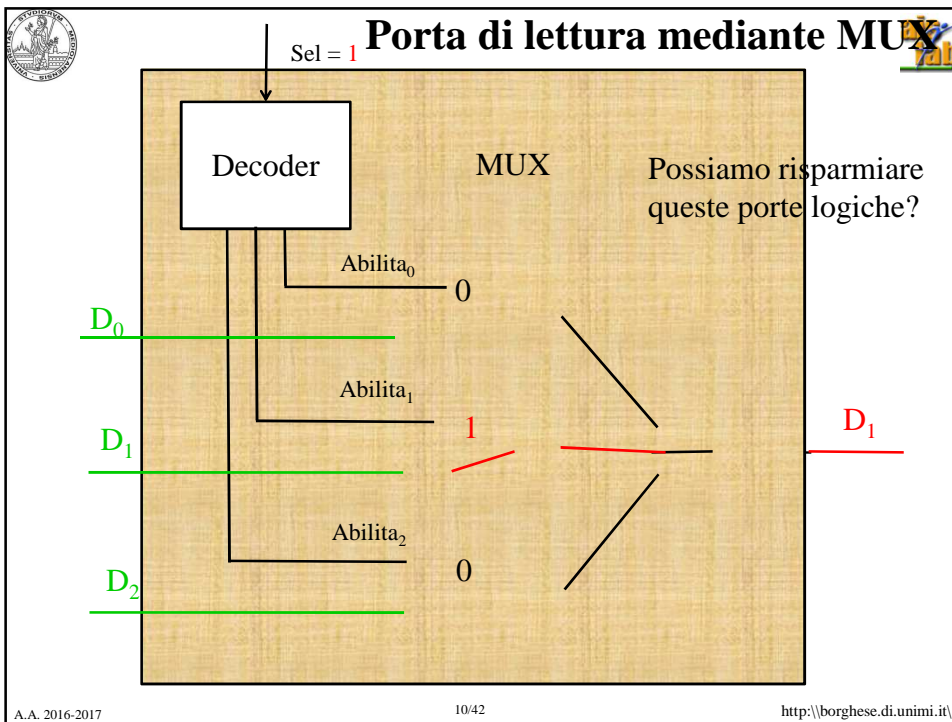 Porta di lettura mediante MUX
Sel = 1
Decoder
MUX
Possiamo risparmiare
queste porte logiche?
Abilita₀
0
D₀
Abilita₁
1
D₁
D₁
Abilita₂
0
D₂
A.A. 2016-2017
10/42
http:\\borghese.di.unimi.it\